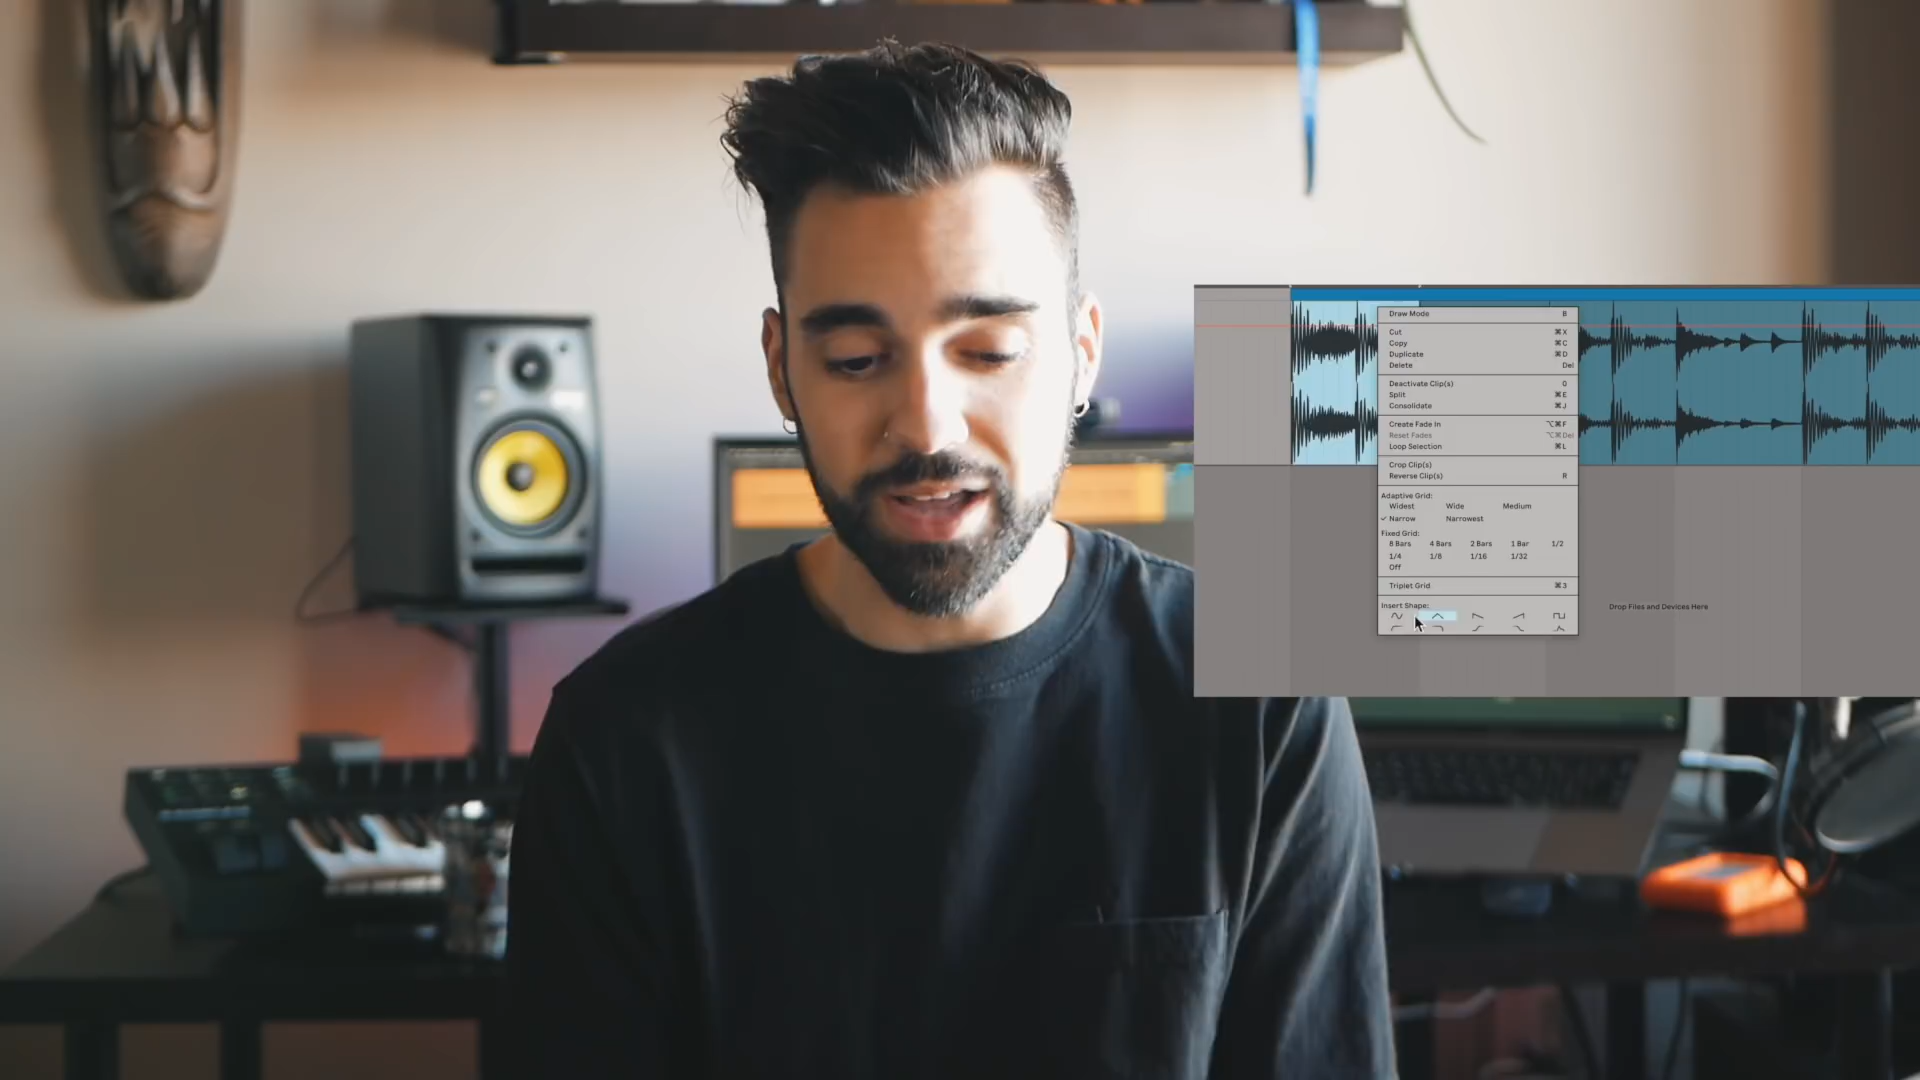 Draw Mode B
Cut ⌘X
Copy ⌘C
Duplicate ⌘D
Delete Del
Deactivate Clip(s) 0
Split ⌘E
Consolidate ⌘J
Create Fade In ⌥⌘F
Reset Fades ⌥⌘Del
Loop Selection ⌘L
Crop Clip(s)
Reverse Clip(s) R
Adaptive Grid:
Widest Wide Medium
✓ Narrow Narrowest
Fixed Grid:
8 Bars 4 Bars 2 Bars 1 Bar 1/2
1/4 1/8 1/16 1/32
Off
Triplet Grid ⌘3
Insert Shape:
Drop Files and Devices Here